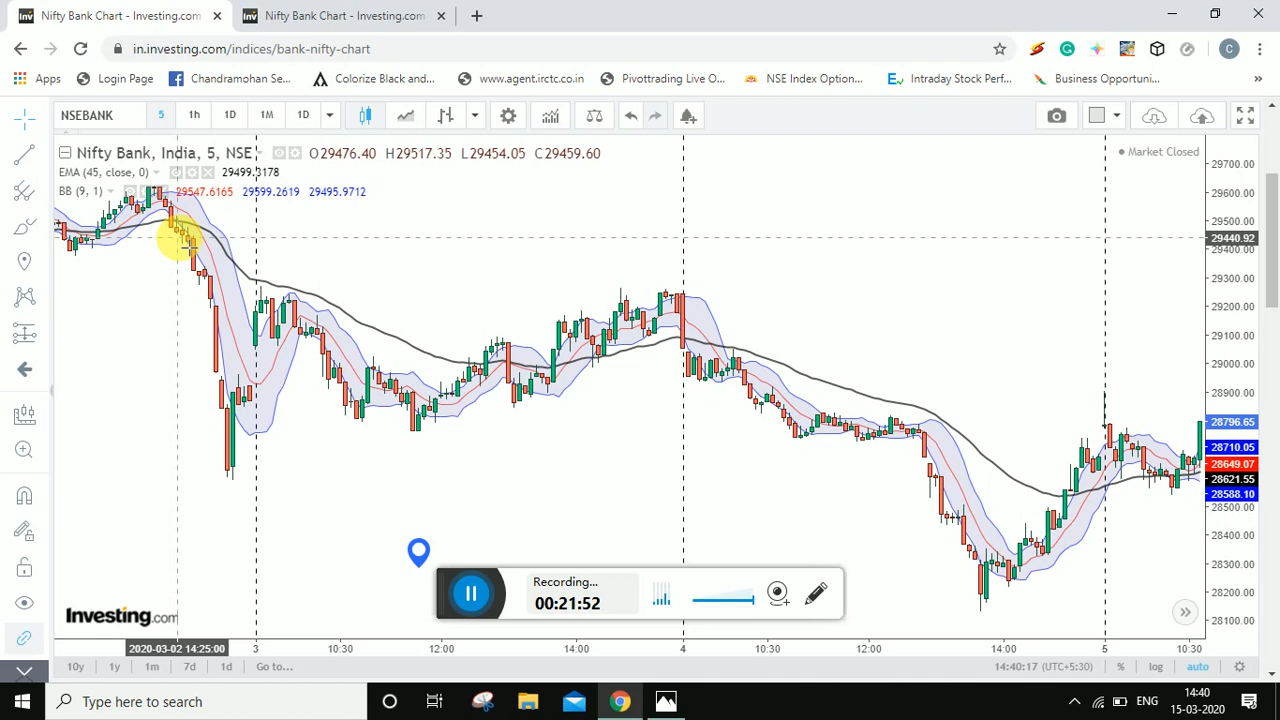 Nifty Bank Chart - Investing.com
Nifty Bank Chart - Investing.com
in.investing.com/indices/bank-nifty-chart
C
Apps
Login Page
Chandramohan Se...
Colorize Black and...
www.agent.irctc.co.in
Pivottrading Live O...
NSE Index Option...
Intraday Stock Perf...
Business Opportuni...
»
NSEBANK
5
1h
1D
1M
1D
Nifty Bank, India, 5, NSE
O29476.40 H29517.35 L29454.05 C29459.60
Market Closed
EMA (45, close, 0)
29499.3178
BB (9, 1)
29547.6165 29599.2619 29495.9712
29700.00
29600.00
29500.00
29440.92
29400.00
29300.00
29200.00
29100.00
29000.00
28900.00
28796.65
28710.05
28649.07
28621.55
28588.10
28500.00
28400.00
28300.00
28200.00
28100.00
Recording...
00:21:52
Investing.com
2020-03-02 14:25:00
3
10:30
12:00
14:00
4
10:30
12:00
14:00
5
10:30
10y
1y
1m
7d
1d
Go to...
14:40:17 (UTC+5:30)
%
log
auto
Type here to search
ENG
14:40
15-03-2020